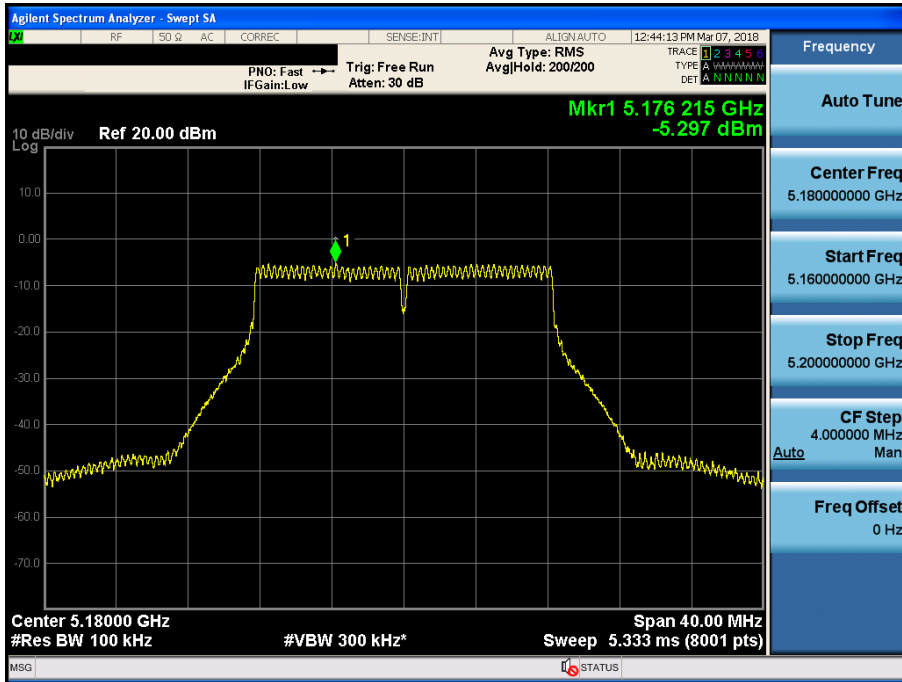 Agilent Spectrum Analyzer - Swept SA
LXI RF 50 Ω AC CORREC SENSE:INT ALIGN AUTO 12:44:13 PM Mar 07, 2018
PNO: Fast Trig: Free Run Avg Type: RMS TRACE 1 2 3 4 5 6
IFGain:Low Atten: 30 dB Avg|Hold: 200/200 TYPE A WWWWW
DET A N N N N N
Mkr1 5.176 215 GHz
-5.297 dBm
10 dB/div Ref 20.00 dBm
Log
10.0
0.00
-10.0
-20.0
-30.0
-40.0
-50.0
-60.0
-70.0
1
Center 5.18000 GHz Span 40.00 MHz
#Res BW 100 kHz #VBW 300 kHz* Sweep 5.333 ms (8001 pts)
MSG STATUS
Frequency
Auto Tune
Center Freq
5.180000000 GHz
Start Freq
5.160000000 GHz
Stop Freq
5.200000000 GHz
CF Step
4.000000 MHz
Auto Man
Freq Offset
0 Hz